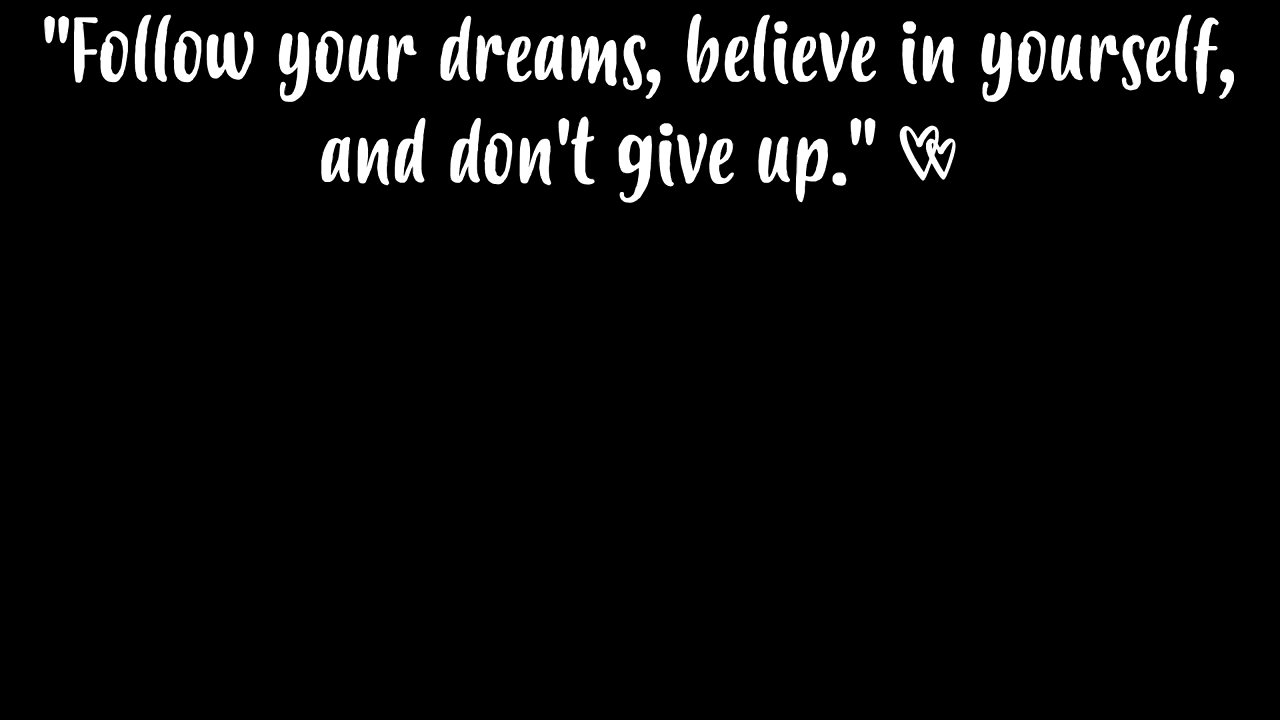 "Follow your dreams, believe in yourself,
and don't give up." 💕